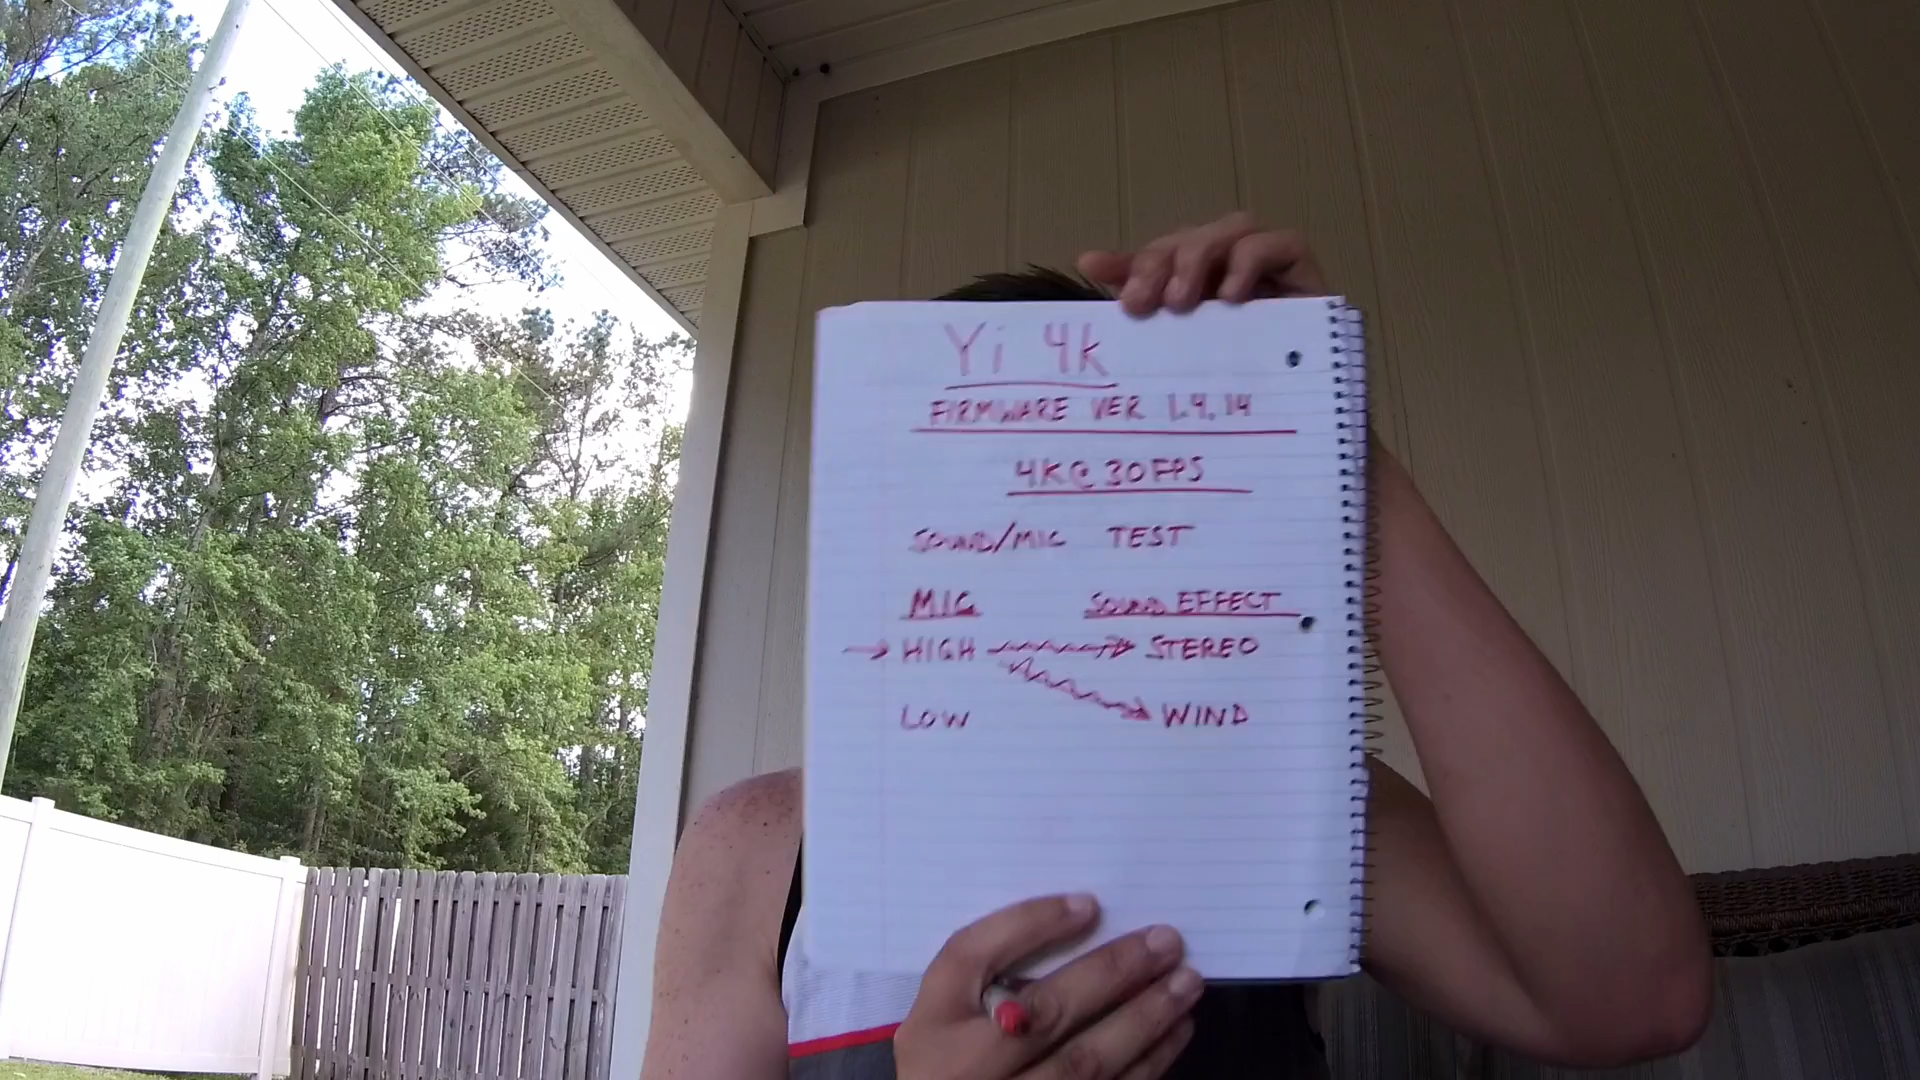 Yi 4k
FIRMWARE VER 1.4.14
4K@30FPS
SOUND/MIC TEST
MIC SOUND EFFECT
→ HIGH → STEREO
LOW → WIND